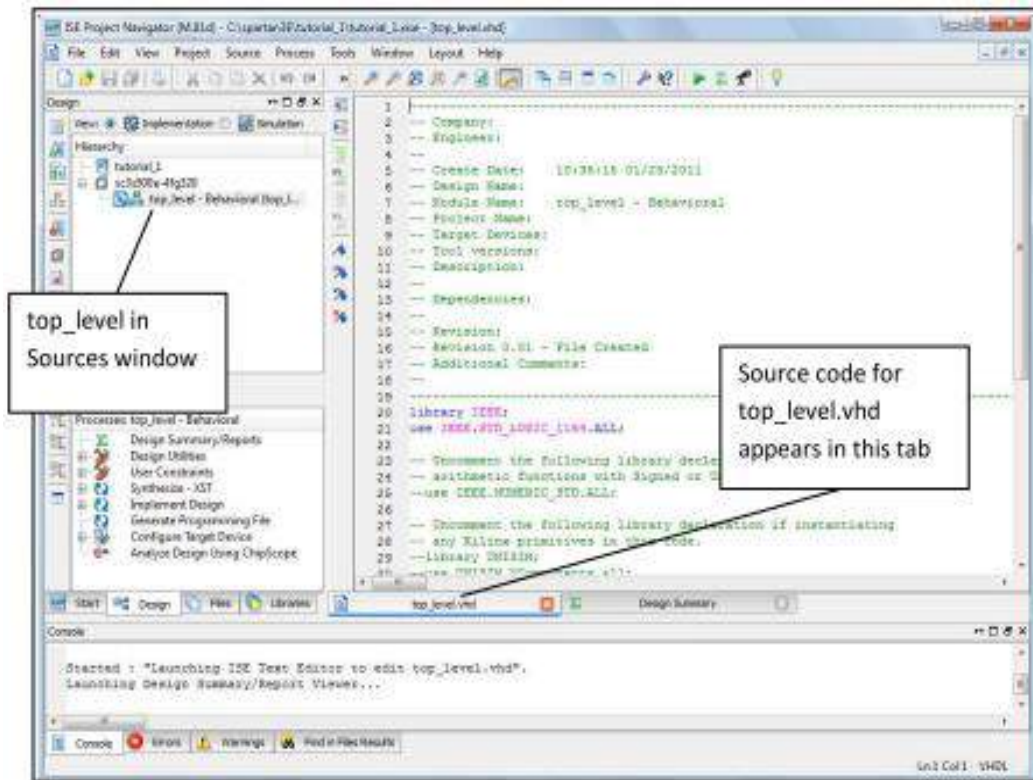 ISE Project Navigator (M.81d) - C:\spartan3E\tutorial_1\tutorial_1.xise - [top_level.vhd]
File Edit View Project Source Process Tools Window Layout Help
Design
View: Implementation Simulation
Hierarchy
tutorial_1
xc3s500e-4fg320
top_level - Behavioral (top_l...
top_level in
Sources window
Processes: top_level - Behavioral
Design Summary/Reports
Design Utilities
User Constraints
Synthesize - XST
Implement Design
Generate Programming File
Configure Target Device
Analyze Design Using ChipScope
Start Design Files Libraries
1
2 -- Company:
3 -- Engineer:
4 --
5 -- Create Date: 01/28/2011
6 -- Design Name:
7 -- Module Name: top_level - Behavioral
8 -- Project Name:
9 -- Target Devices:
10 -- Tool versions:
11 -- Description:
12 --
13 -- Dependencies:
14 --
15 -- Revision:
16 -- Revision 0.01 - File Created
17 -- Additional Comments:
18 --
19
20 library IEEE;
21 use IEEE.STD_LOGIC_1164.ALL;
22
23 -- Uncomment the following library decl
24 -- arithmetic functions with Signed or
25 --use IEEE.NUMERIC_STD.ALL;
26
27 -- Uncomment the following library declaration if instantiating
28 -- any Xilinx primitives in this code.
29 --library UNISIM;
Source code for
top_level.vhd
appears in this tab
top_level.vhd Design Summary
Console
Started : "Launching ISE Text Editor to edit top_level.vhd".
Launching Design Summary/Report Viewer...
Console Errors Warnings Find in Files Results
Ln 1 Col 1 VHDL